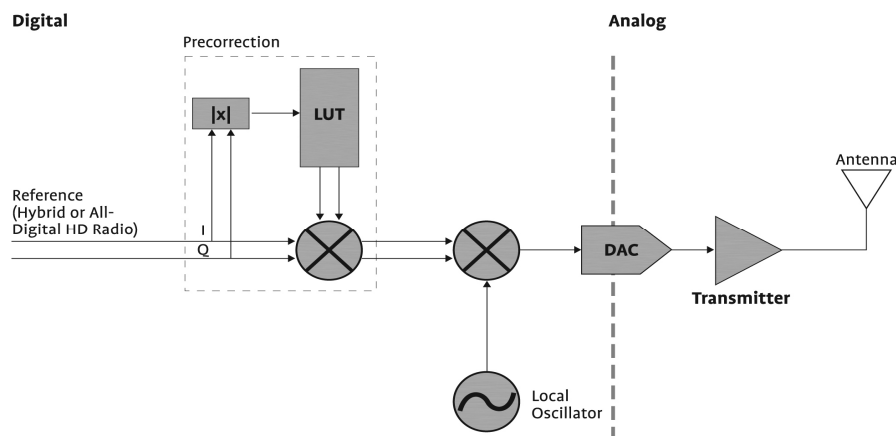 Digital
Analog
Precorrection
|x|
LUT
Antenna
Reference
(Hybrid or All-
Digital HD Radio)
I
Q
DAC
Transmitter
Local
Oscillator